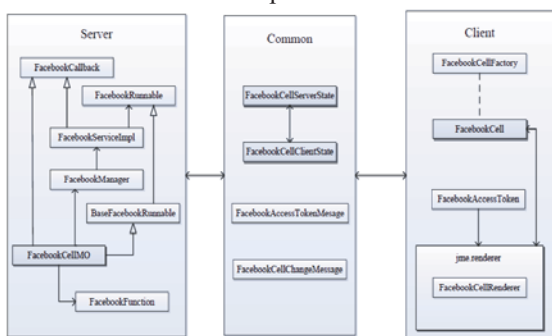 Server
FacebookCallback
FacebookRunnable
FacebookServiceImpl
FacebookManager
BaseFacebookRunnable
FacebookCellMO
FacebookFunction
Common
FacebookCellServerState
FacebookCellClientState
FacebookAccessTokenMesage
FacebookCellChangeMessage
Client
FacebookCellFactory
FacebookCell
FacebookAccessToken
jme.renderer
FacebookCellRenderer